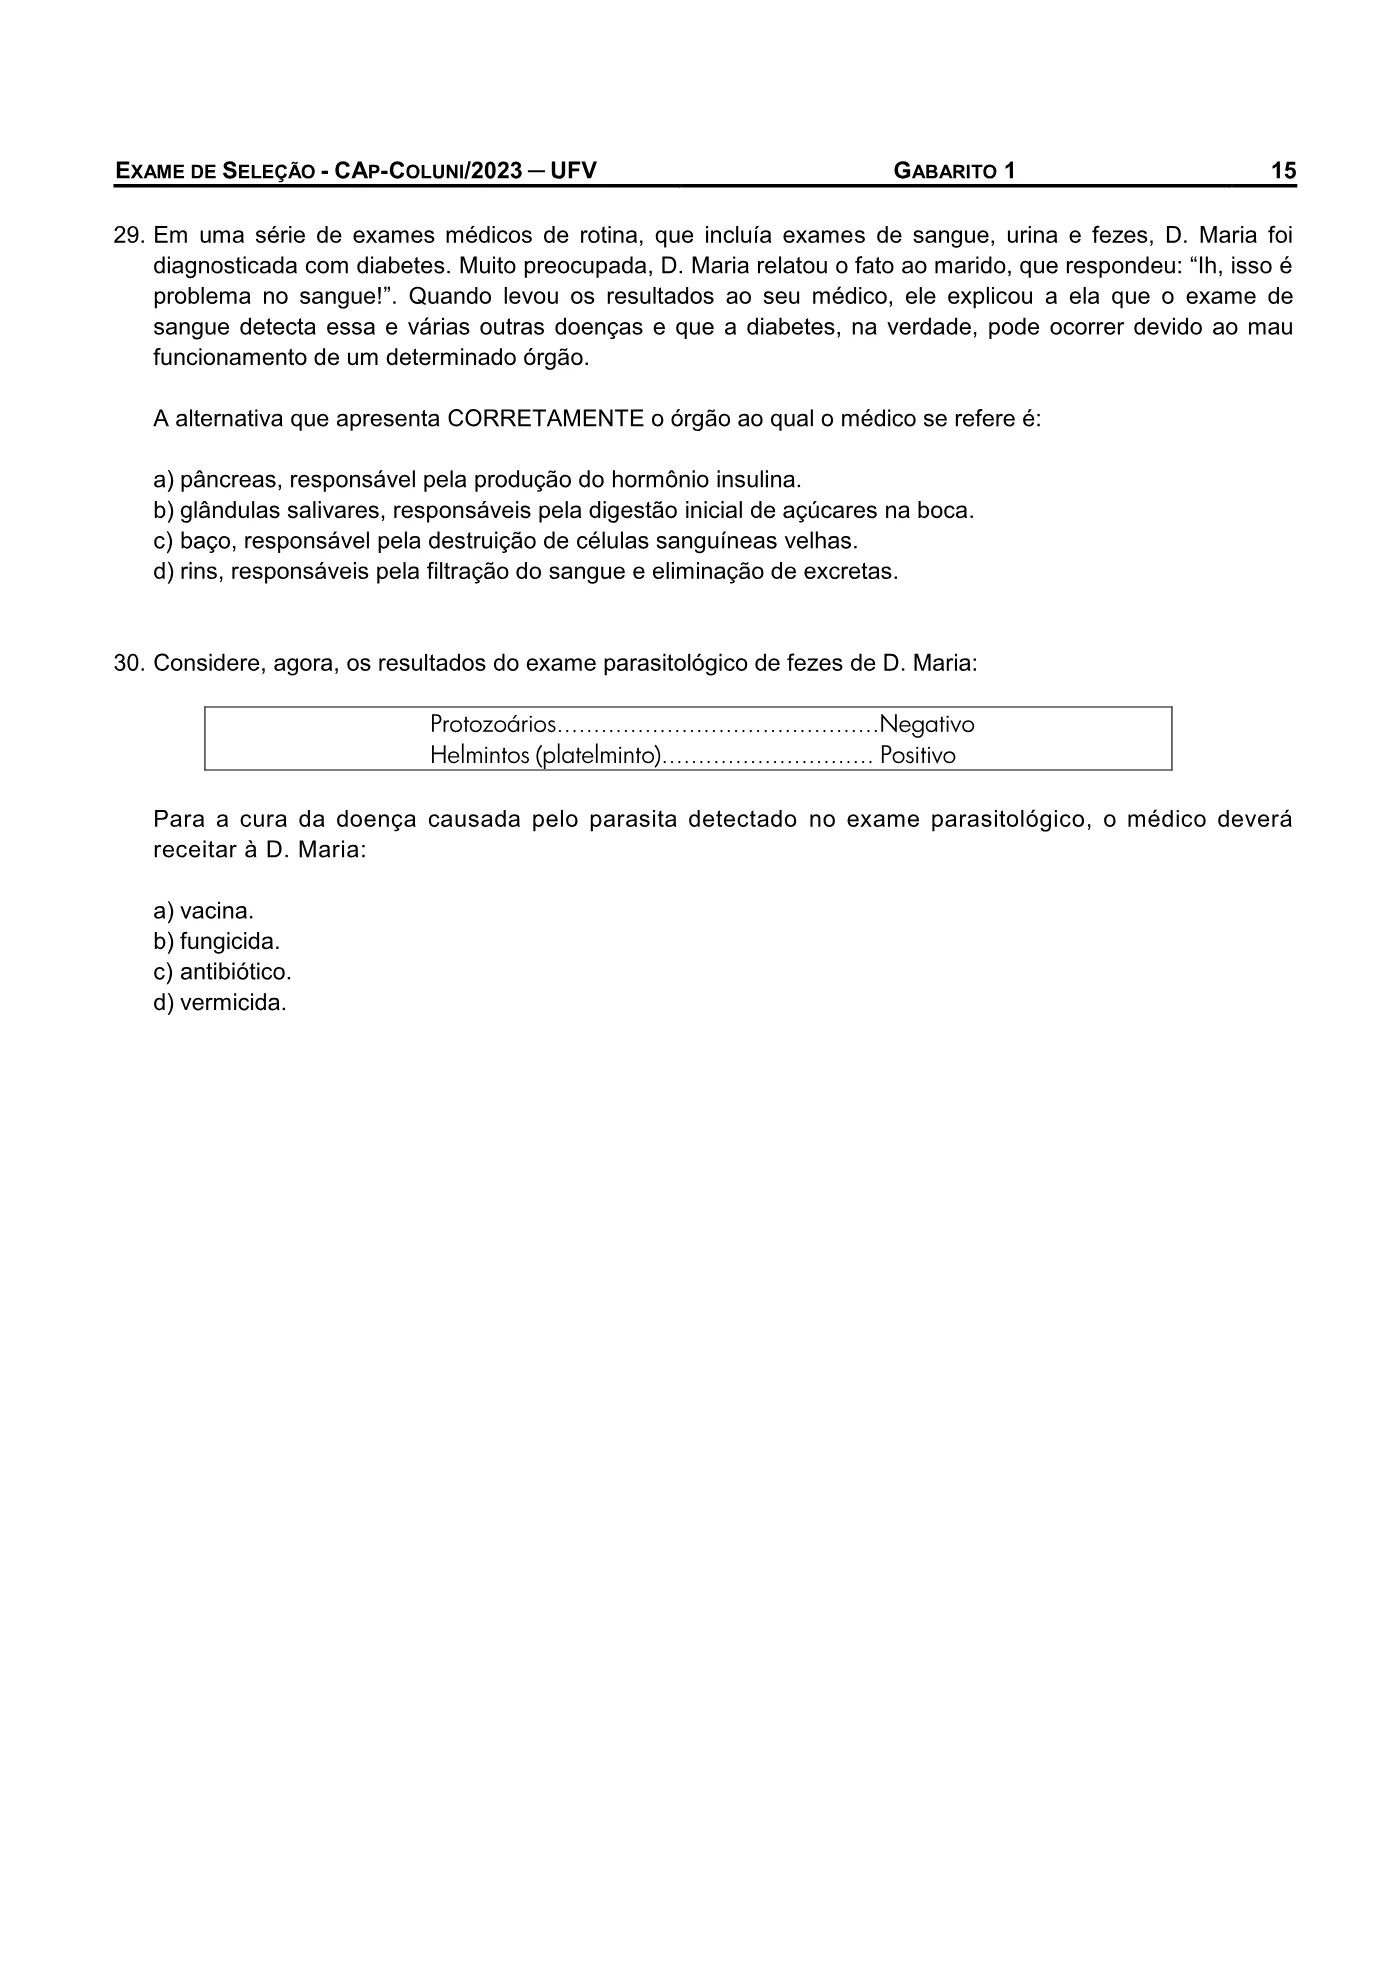 EXAME DE SELEÇÃO - CAP-COLUNI/2023 ─ UFV GABARITO 1 15
29. Em uma série de exames médicos de rotina, que incluía exames de sangue, urina e fezes, D. Maria foi
diagnosticada com diabetes. Muito preocupada, D. Maria relatou o fato ao marido, que respondeu: “Ih, isso é
problema no sangue!”. Quando levou os resultados ao seu médico, ele explicou a ela que o exame de
sangue detecta essa e várias outras doenças e que a diabetes, na verdade, pode ocorrer devido ao mau
funcionamento de um determinado órgão.
A alternativa que apresenta CORRETAMENTE o órgão ao qual o médico se refere é:
a) pâncreas, responsável pela produção do hormônio insulina.
b) glândulas salivares, responsáveis pela digestão inicial de açúcares na boca.
c) baço, responsável pela destruição de células sanguíneas velhas.
d) rins, responsáveis pela filtração do sangue e eliminação de excretas.
30. Considere, agora, os resultados do exame parasitológico de fezes de D. Maria:
Protozoários............................................Negativo
Helmintos (platelminto)............................. Positivo
Para a cura da doença causada pelo parasita detectado no exame parasitológico, o médico deverá
receitar à D. Maria:
a) vacina.
b) fungicida.
c) antibiótico.
d) vermicida.